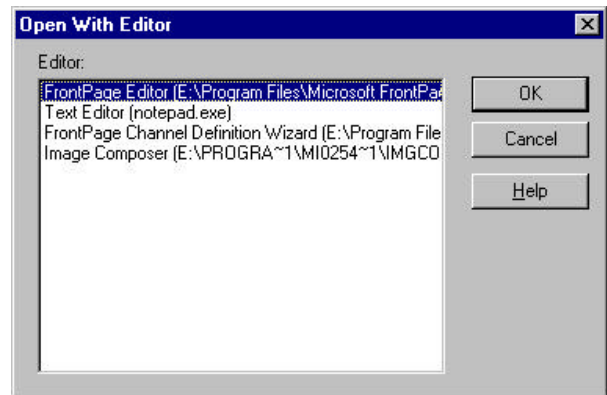 Open With Editor
Editor:
FrontPage Editor (E:\Program Files\Microsoft FrontPa
Text Editor (notepad.exe)
FrontPage Channel Definition Wizard (E:\Program File
Image Composer (E:\PROGRA~1\MI0254~1\IMGCO
OK
Cancel
Help